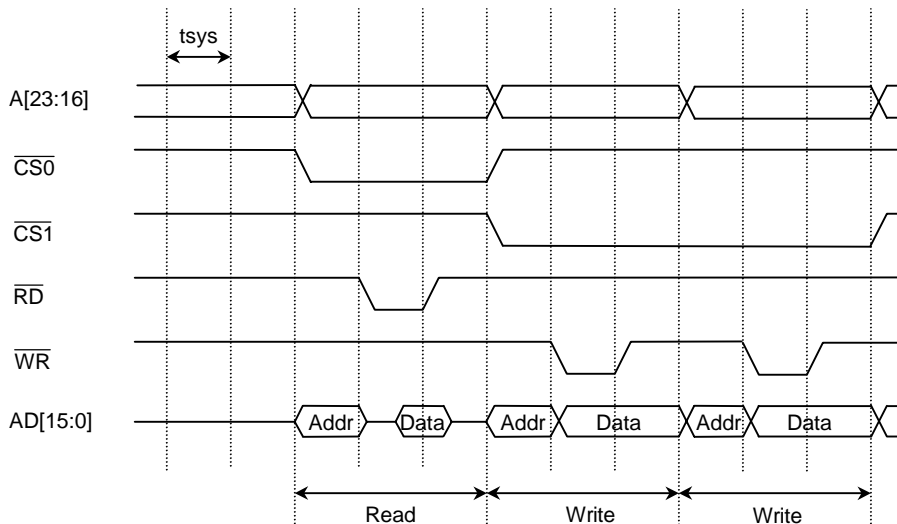 tsys
A[23:16]
CS0
CS1
RD
WR
AD[15:0] Addr Data Addr Data Addr Data
Read Write Write